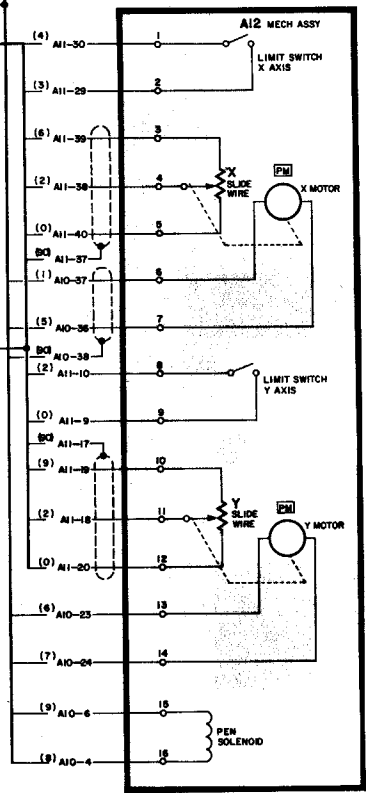 A12 MECH ASSY
(4) A11-30 1
LIMIT SWITCH
X AXIS
(3) A11-29 2
(6) A11-39 3
(2) A11-38 4
X
SLIDE
WIRE
PM
X MOTOR
(0) A11-40 5
(90) A11-37
(1) A10-37 6
(5) A10-36 7
(90) A10-38
(2) A11-10 8
LIMIT SWITCH
Y AXIS
(0) A11-9 9
(90) A11-17
(9) A11-19 10
(2) A11-18 11
Y
SLIDE
WIRE
PM
Y MOTOR
(0) A11-20 12
(6) A10-23 13
(7) A10-24 14
(9) A10-6 15
PEN
SOLENOID
(8) A10-4 16